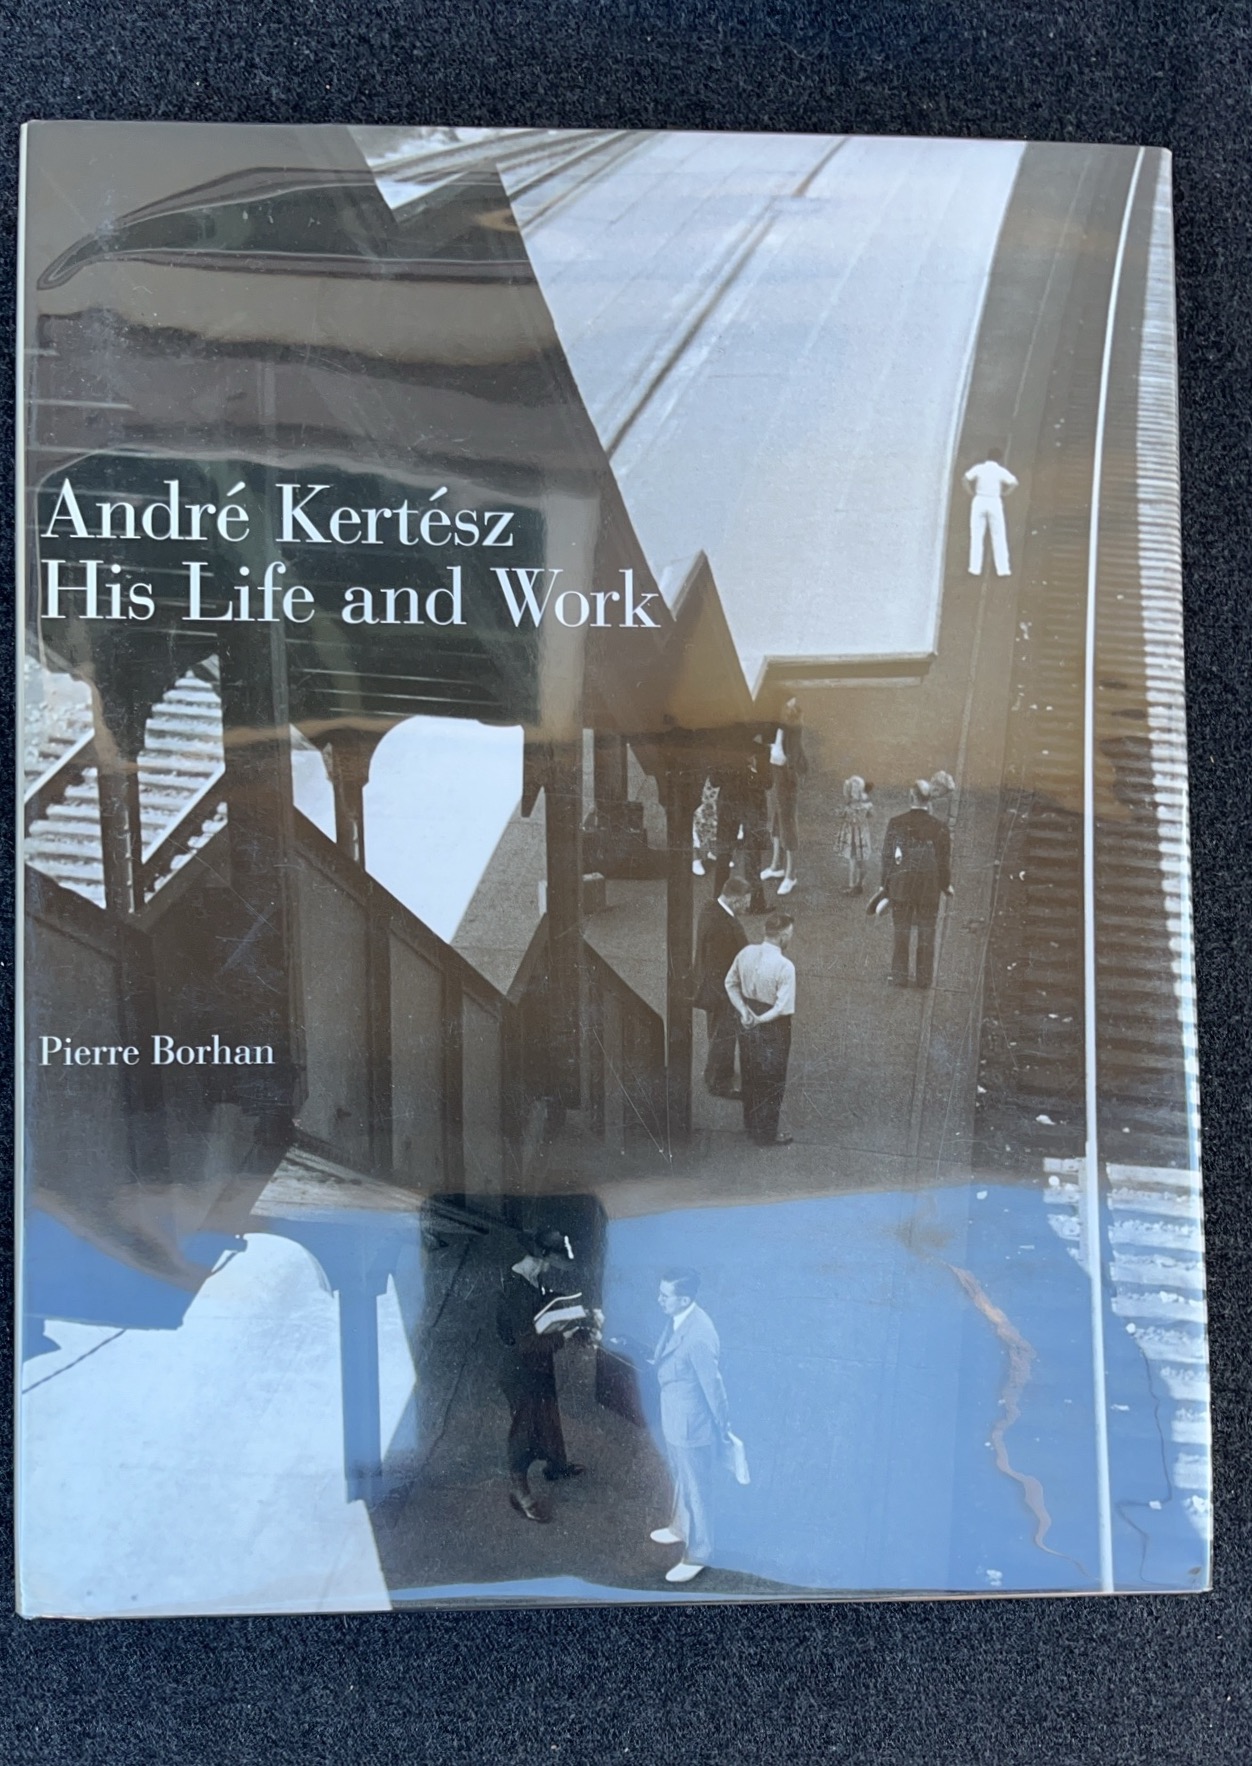 André Kertész
His Life and Work
Pierre Borhan